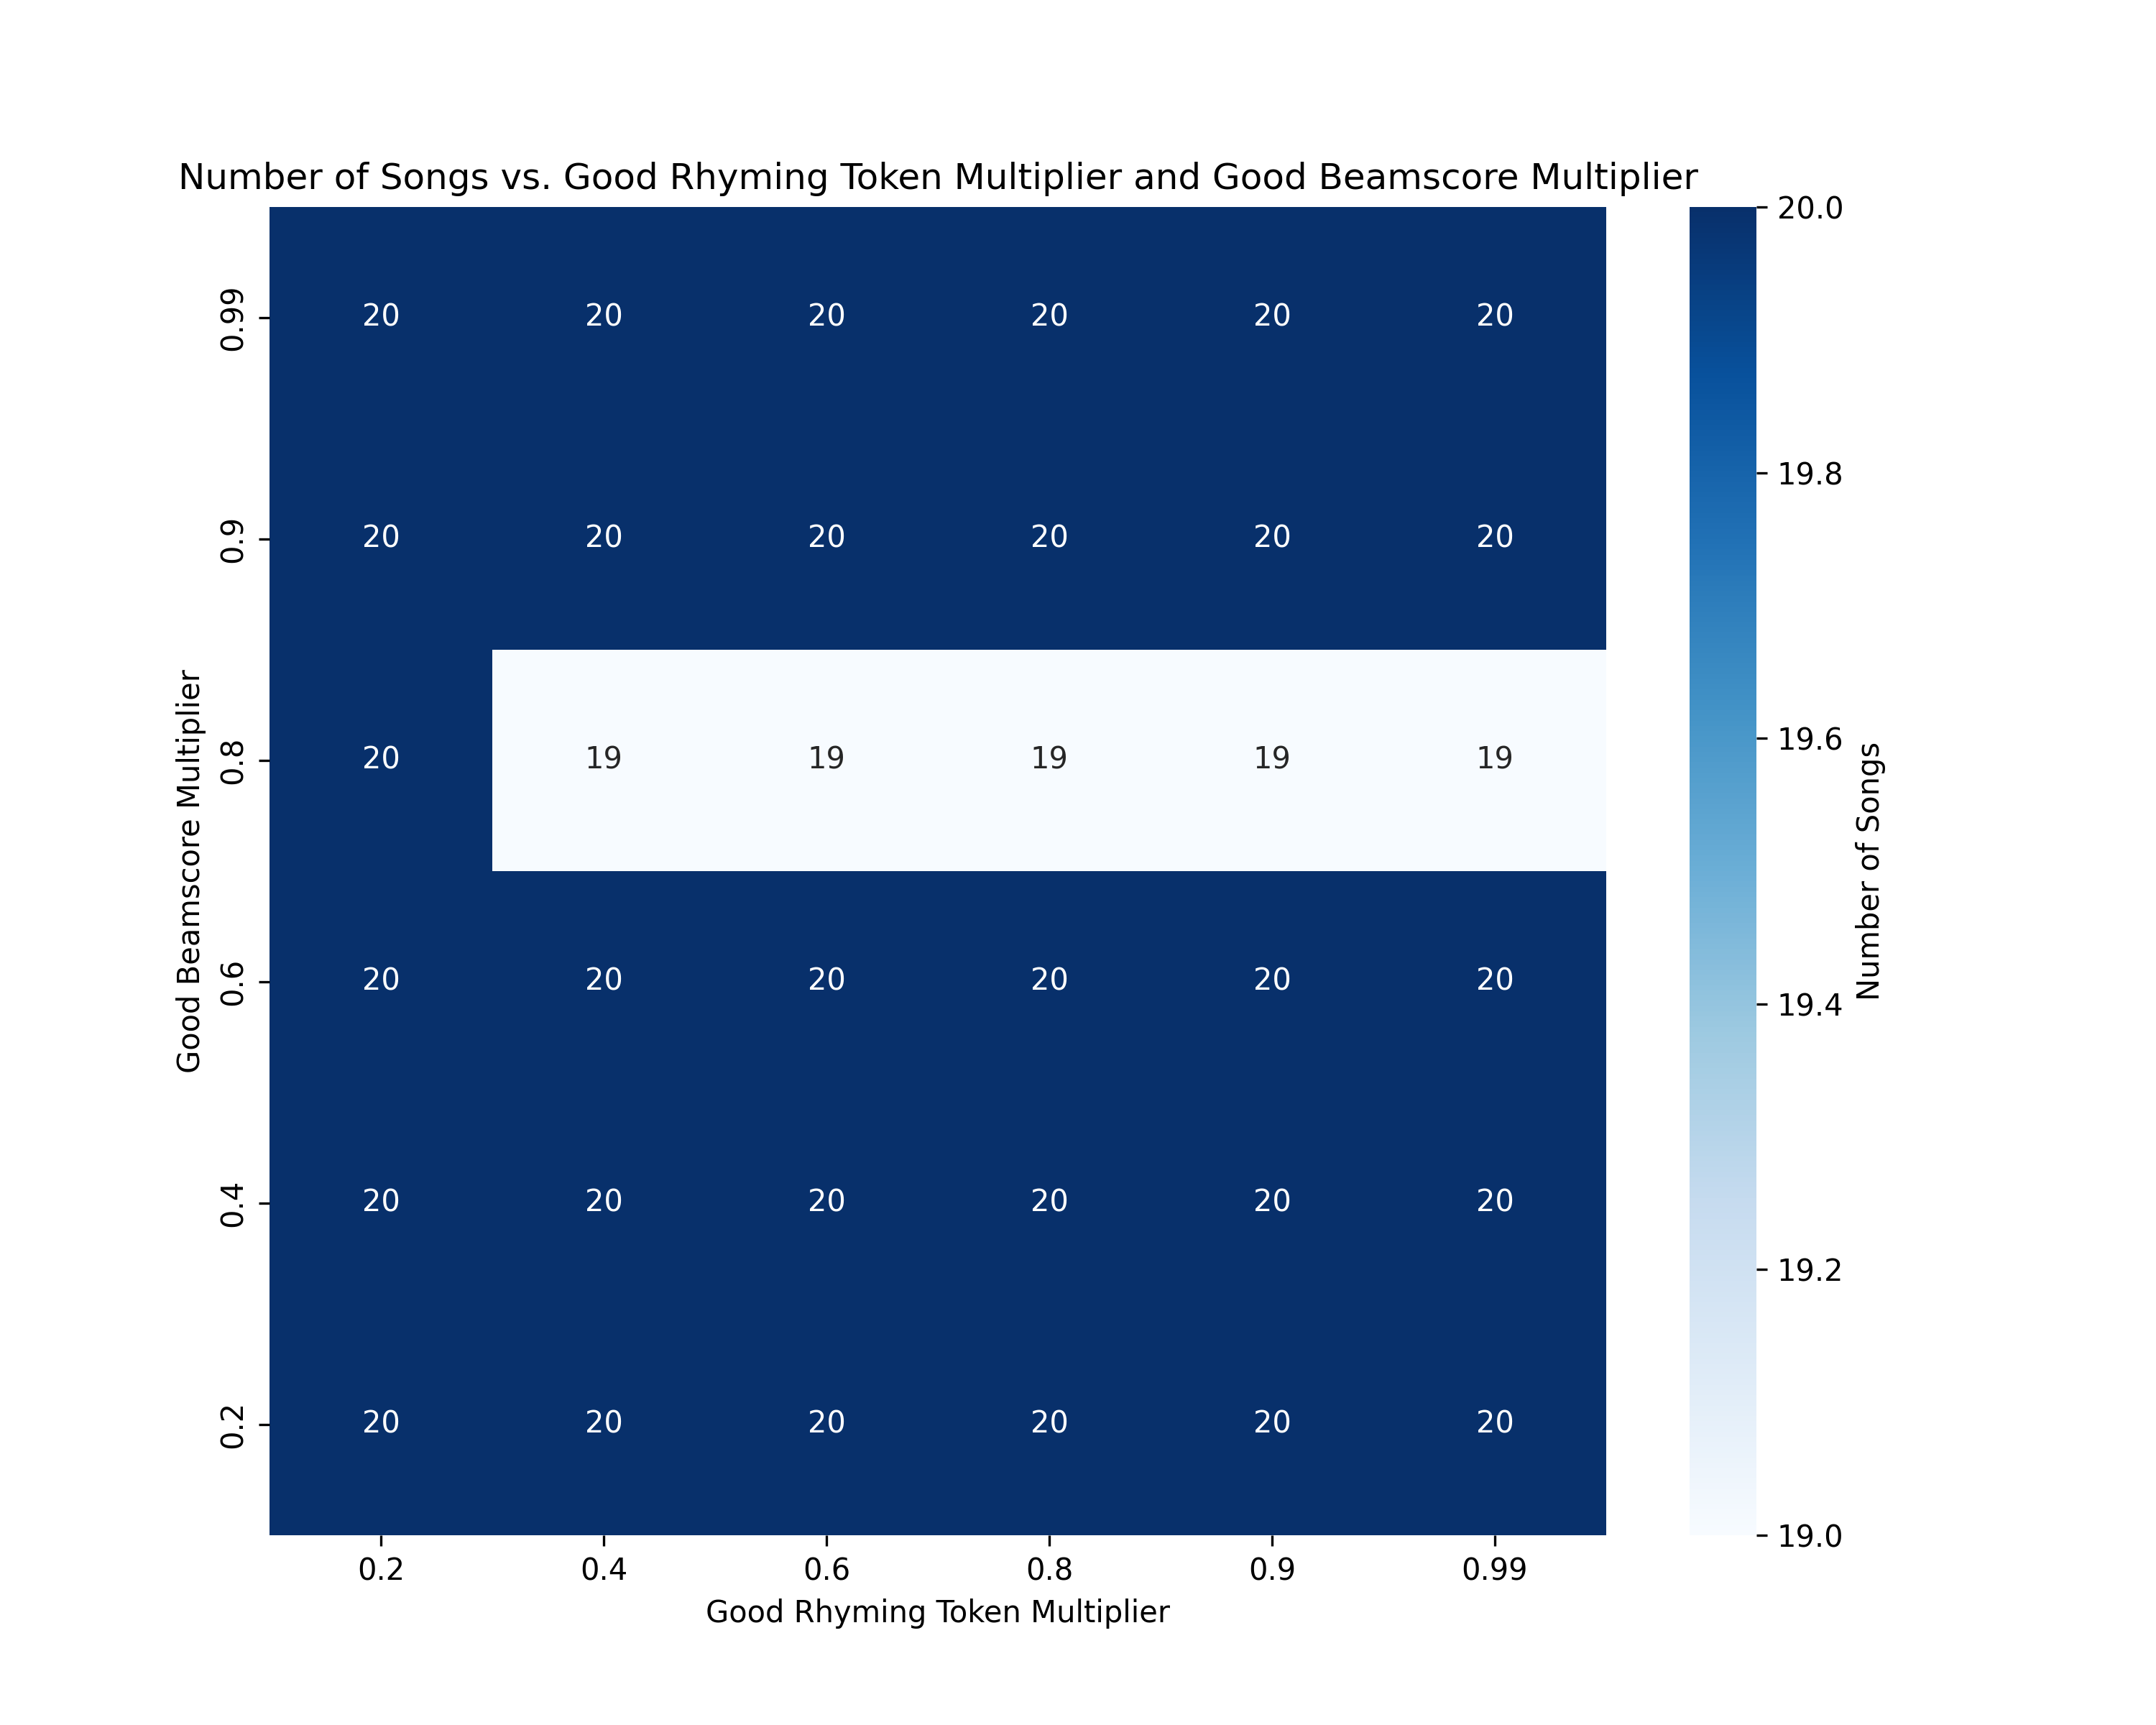 Number of Songs vs. Good Rhyming Token Multiplier and Good Beamscore Multiplier
Good Beamscore Multiplier
0.99 20 20 20 20 20 20
0.9 20 20 20 20 20 20
0.8 20 19 19 19 19 19
0.6 20 20 20 20 20 20
0.4 20 20 20 20 20 20
0.2 20 20 20 20 20 20
0.2 0.4 0.6 0.8 0.9 0.99
Good Rhyming Token Multiplier
20.0
19.8
19.6
19.4
19.2
19.0
Number of Songs